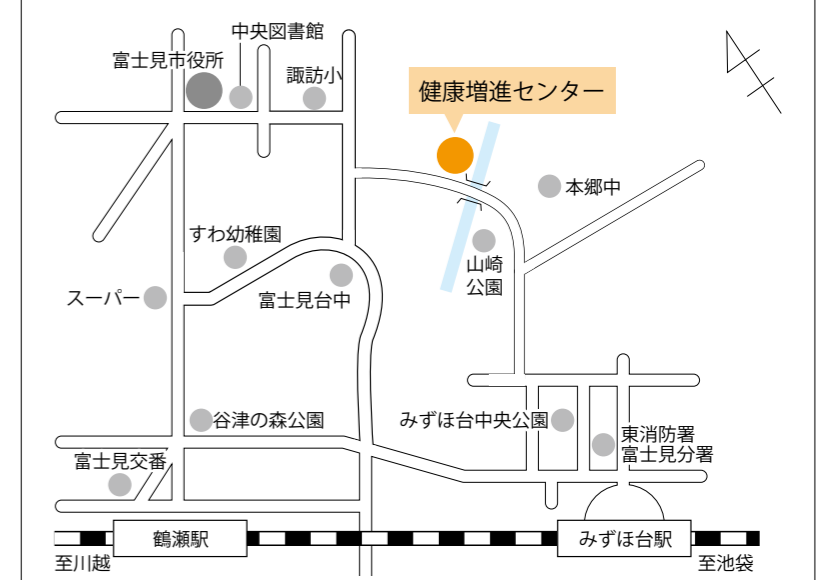 中央図書館
富士見市役所
諏訪小
健康増進センター
本郷中
すわ幼稚園
山崎
公園
富士見台中
スーパー
谷津の森公園
みずほ台中央公園
東消防署
富士見分署
富士見交番
鶴瀬駅
みずほ台駅
至川越
至池袋